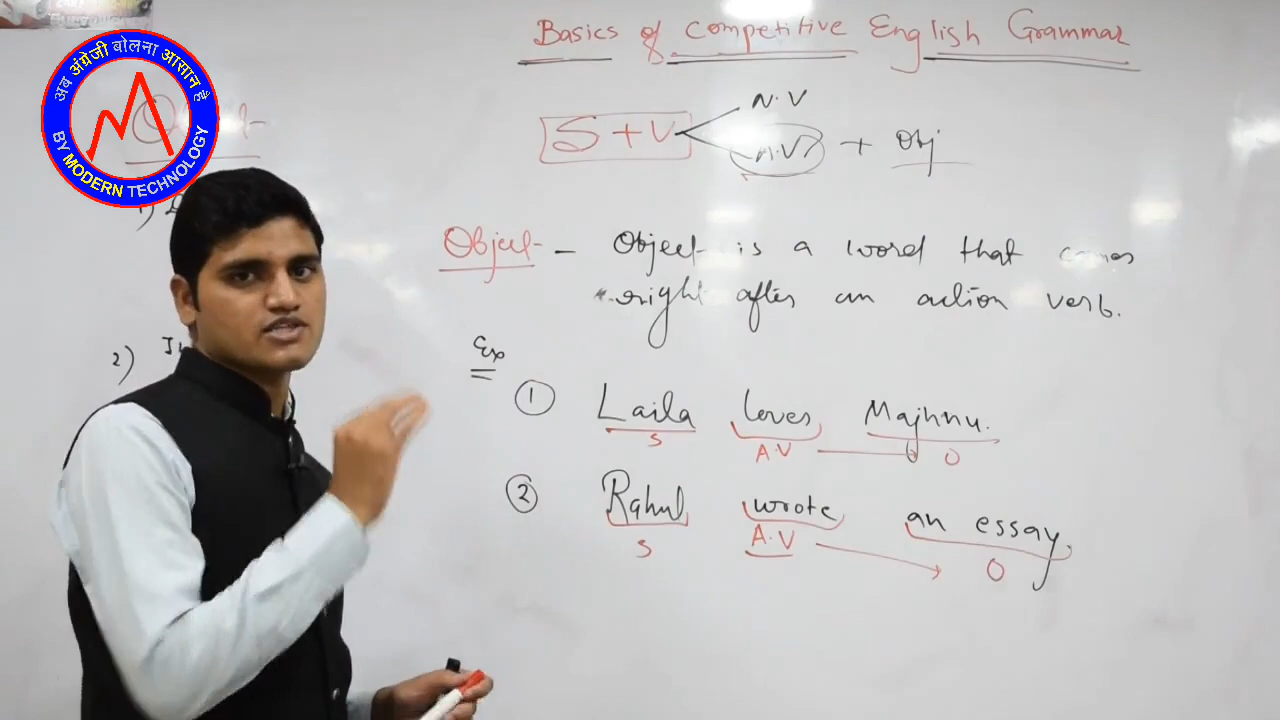 अब अंग्रेजी बोलना आसान है
BY MODERN TECHNOLOGY
Basics of Competitive English Grammar
S + V
N.V
A.V + Obj
Object - Object is a word that comes
right after an action verb.
Ex
1 Laila loves Majhnu.
S A.V O
2 Rahul wrote an essay.
S A.V O
1)
2)